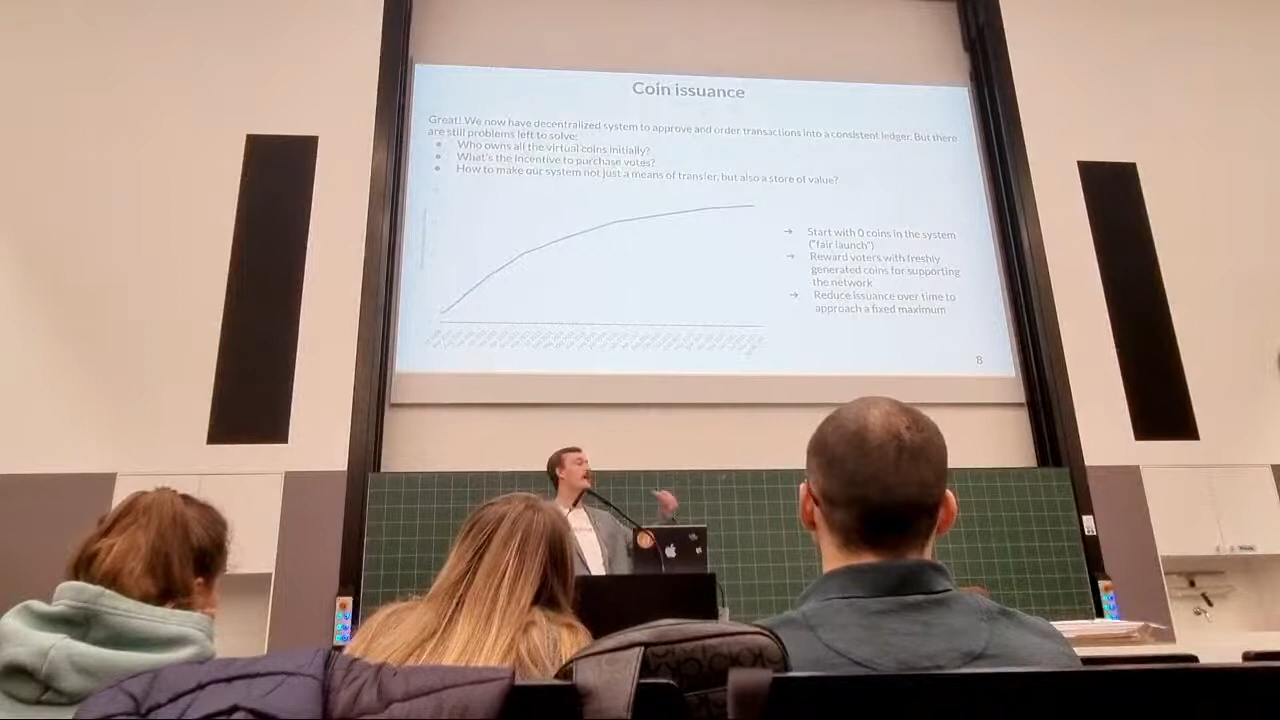 Coin issuance
Great! We now have decentralized system to approve and order transactions into a consistent ledger. But there
are still problems left to solve:
● Who owns all the virtual coins initially?
● What's the incentive to purchase votes?
● How to make our system not just a means of transfer, but also a store of value?
➔ Start with 0 coins in the system
("fair launch")
➔ Reward voters with freshly
generated coins for supporting
the network
➔ Reduce issuance over time to
approach a fixed maximum
8